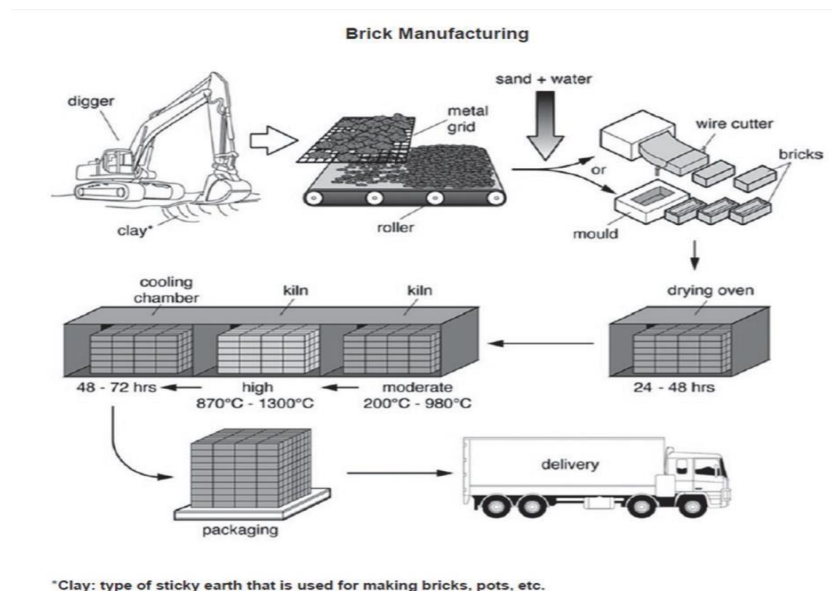 Brick Manufacturing
digger
clay*
metal
grid
roller
sand + water
or
wire cutter
bricks
mould
drying oven
24 - 48 hrs
kiln
moderate
200°C - 980°C
kiln
high
870°C - 1300°C
cooling
chamber
48 - 72 hrs
packaging
delivery
*Clay: type of sticky earth that is used for making bricks, pots, etc.